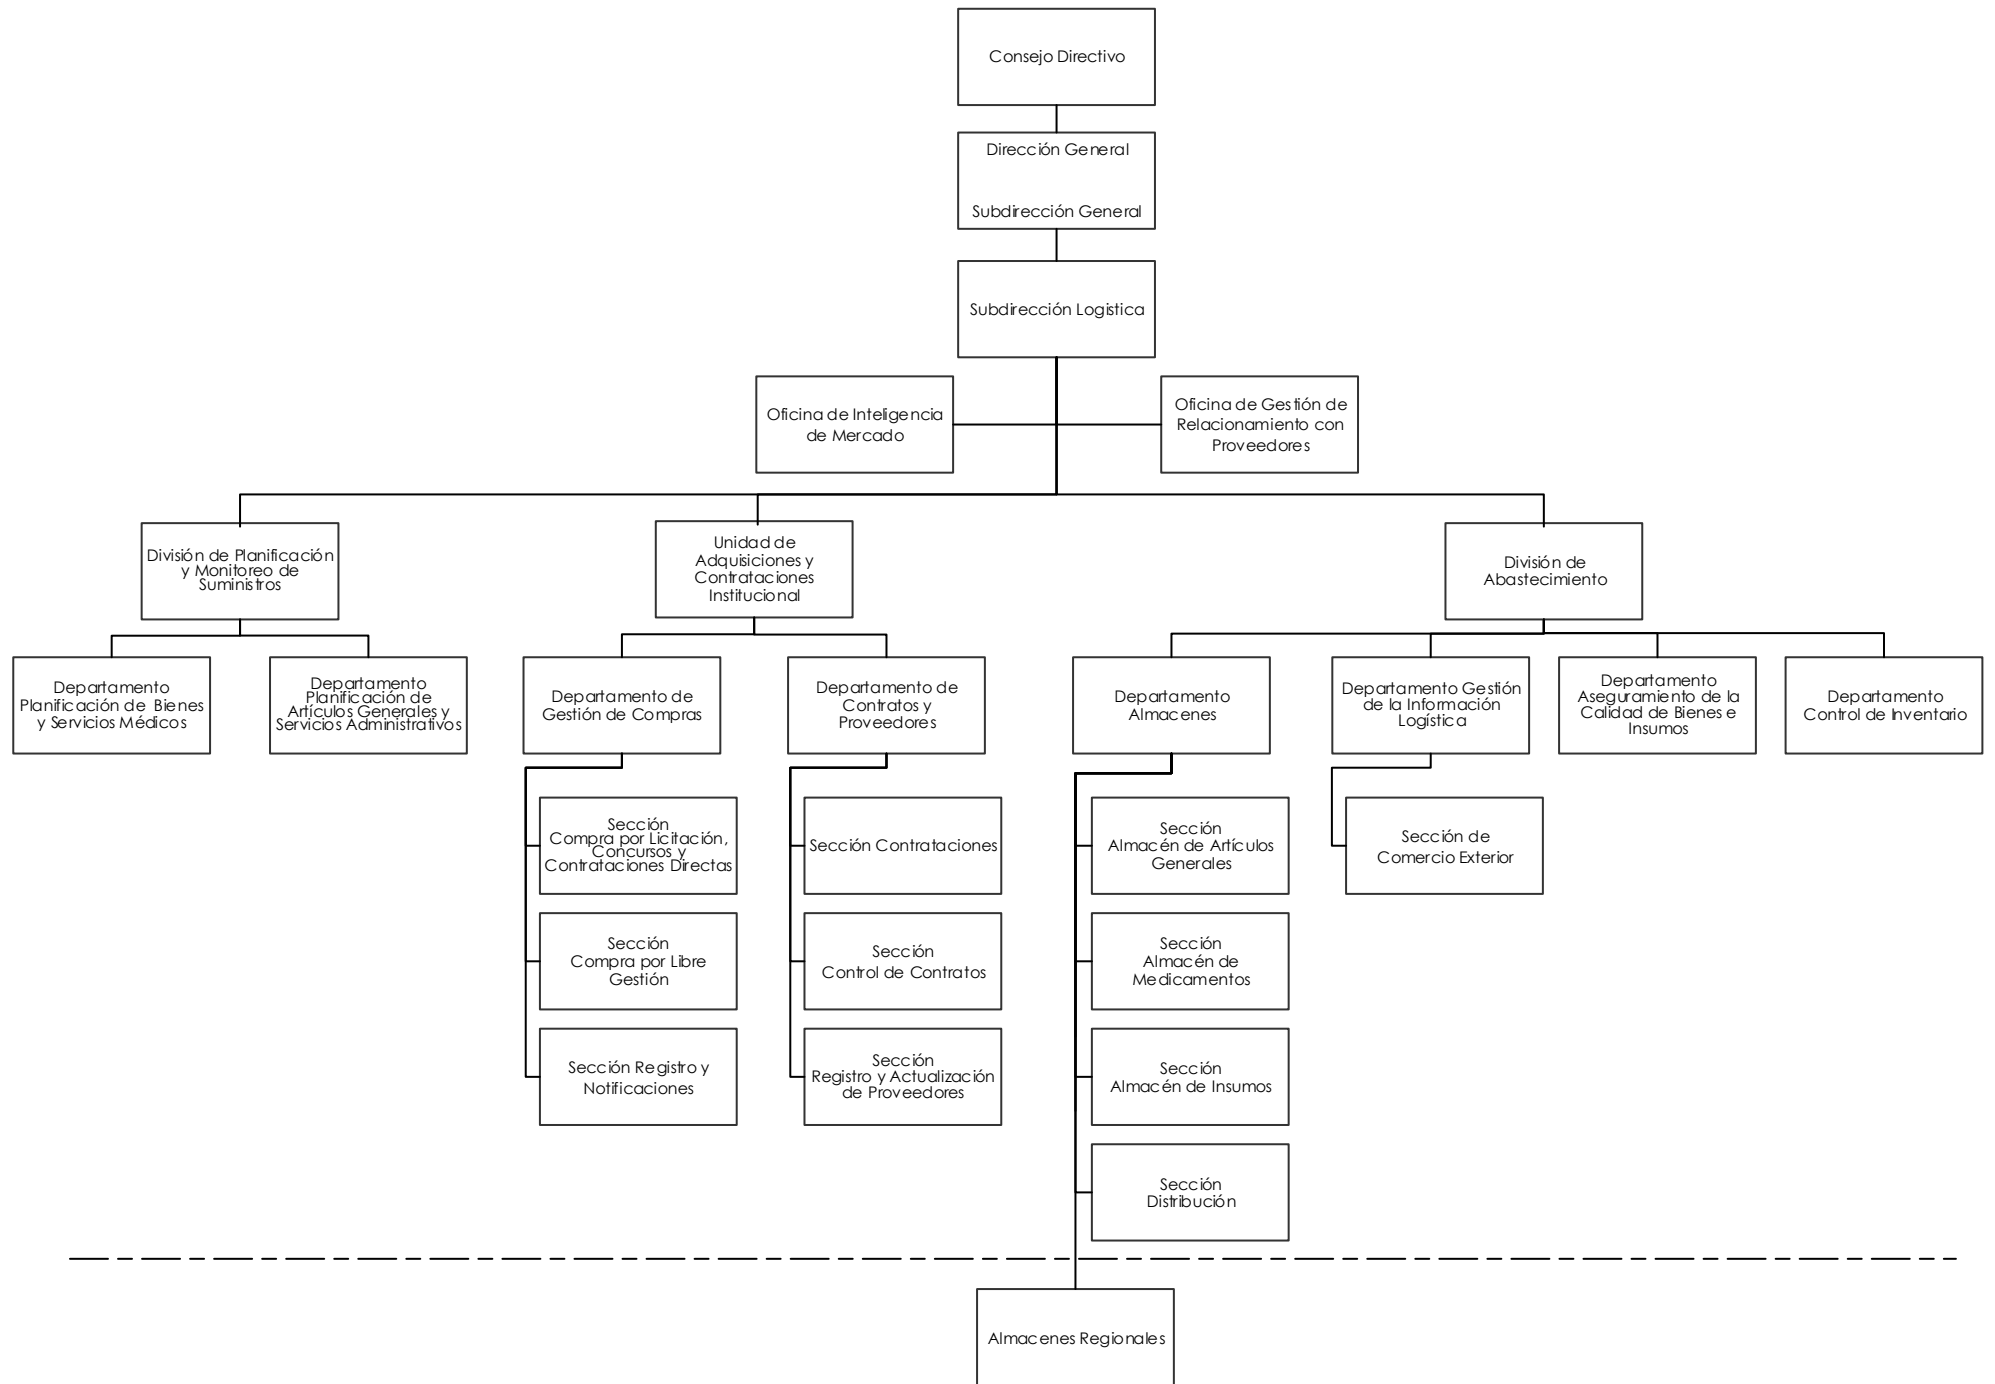 Consejo Directivo
Dirección General
Subdirección General
Subdirección Logistica
Oficina de Inteligencia
de Mercado
Oficina de Gestión de
Relacionamiento con
Proveedores
División de Planificación
y Monitoreo de
Suministros
Unidad de
Adquisiciones y
Contrataciones
Institucional
División de
Abastecimiento
Departamento
Planificación de Bienes
y Servicios Médicos
Departamento
Planificación de
Artículos Generales y
Servicios Administrativos
Departamento de
Gestión de Compras
Departamento de
Contratos y
Proveedores
Departamento
Almacenes
Departamento Gestión
de la Información
Logística
Departamento
Aseguramiento de la
Calidad de Bienes e
Insumos
Departamento
Control de Inventario
Sección
Compra por Licitación,
Concursos y
Contrataciones Directas
Sección Contrataciones
Sección
Almacén de Artículos
Generales
Sección de
Comercio Exterior
Sección
Compra por Libre
Gestión
Sección
Control de Contratos
Sección
Almacén de
Medicamentos
Sección Registro y
Notificaciones
Sección
Registro y Actualización
de Proveedores
Sección
Almacén de Insumos
Sección
Distribución
Almacenes Regionales